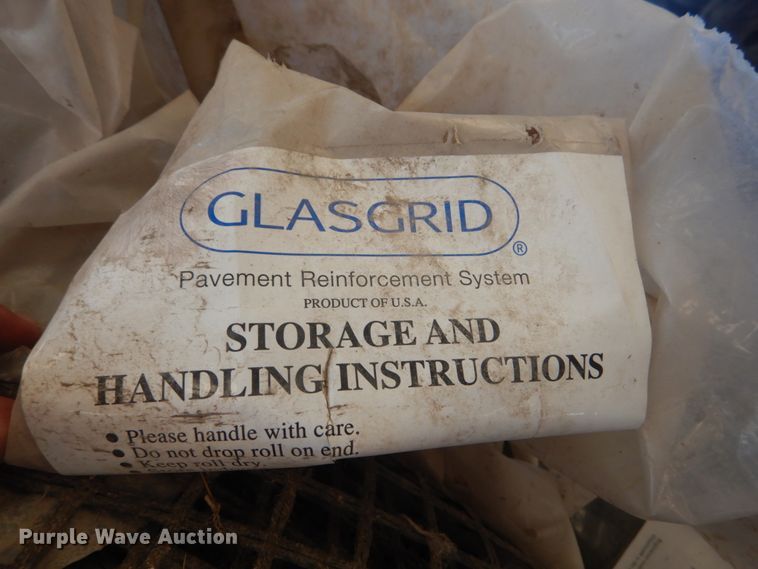 GLASGRID
®
Pavement Reinforcement System
PRODUCT OF U.S.A.
STORAGE AND
HANDLING INSTRUCTIONS
• Please handle with care.
• Do not drop roll on end.
• Keep roll dry.
Purple Wave Auction